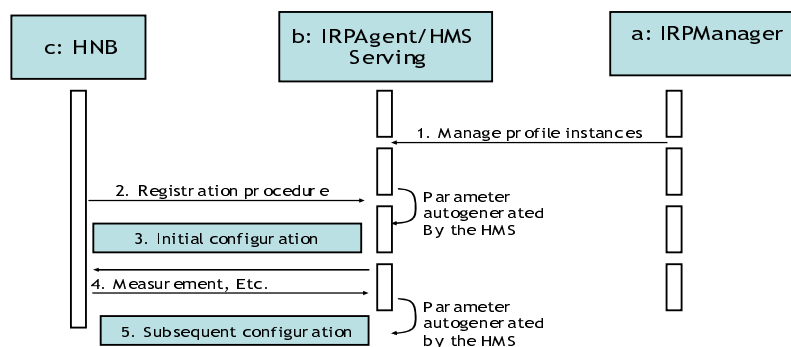 c: HNB
b: IRPAgent/HMS
Serving
a: IRPManager
1. Manage profile instances
2. Registration procedure
Parameter
autogenerated
By the HMS
3. Initial configuration
4. Measurement, Etc.
Parameter
autogenerated
by the HMS
5. Subsequent configuration